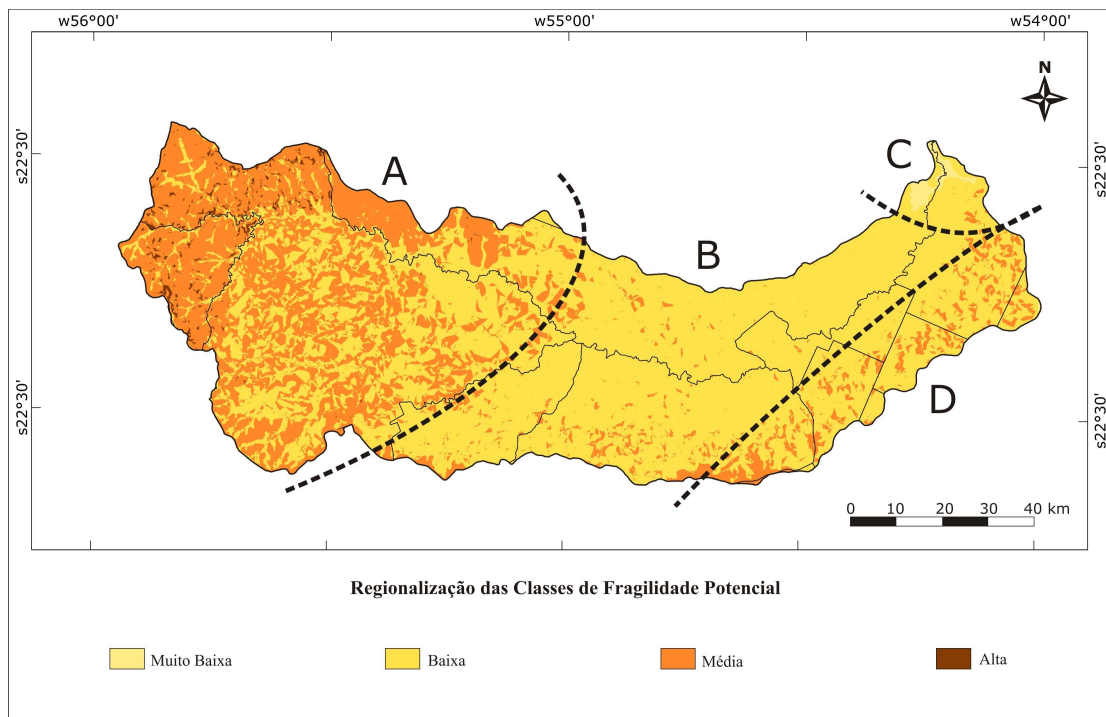 w56°00' w55°00' w54°00'
N
s22°30' s22°30'
A
B
C
D
s22°30' s22°30'
0 10 20 30 40 km
Regionalização das Classes de Fragilidade Potencial
Muito Baixa Baixa Média Alta